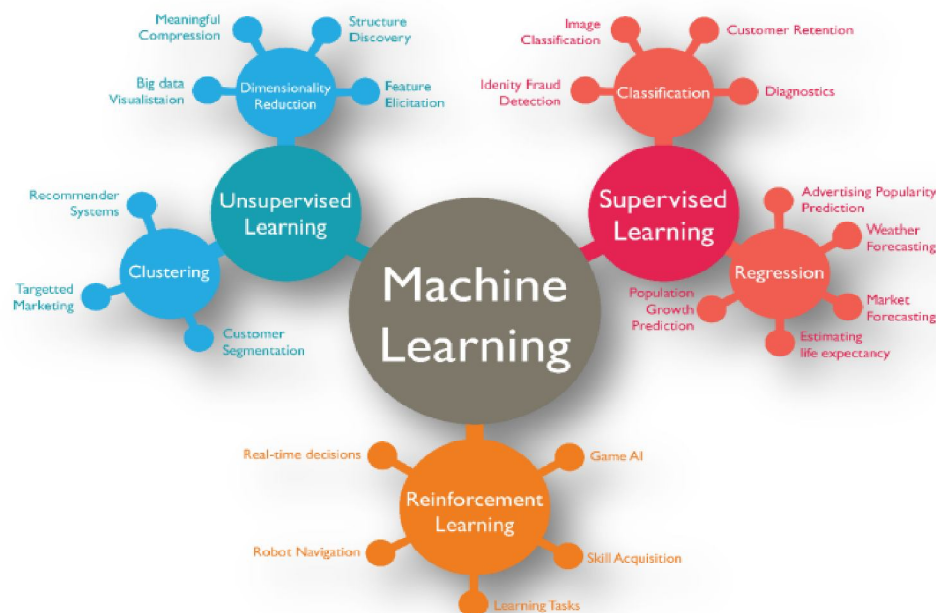 Meaningful
Compression
Structure
Discovery
Big data
Visualistaion
Dimensionality
Reduction
Feature
Elicitation
Unsupervised
Learning
Recommender
Systems
Clustering
Targetted
Marketing
Customer
Segmentation
Machine
Learning
Image
Classification
Customer Retention
Idenity Fraud
Detection
Classification
Diagnostics
Supervised
Learning
Advertising Popularity
Prediction
Weather
Forecasting
Regression
Population
Growth
Prediction
Market
Forecasting
Estimating
life expectancy
Real-time decisions
Game AI
Reinforcement
Learning
Robot Navigation
Skill Acquisition
Learning Tasks